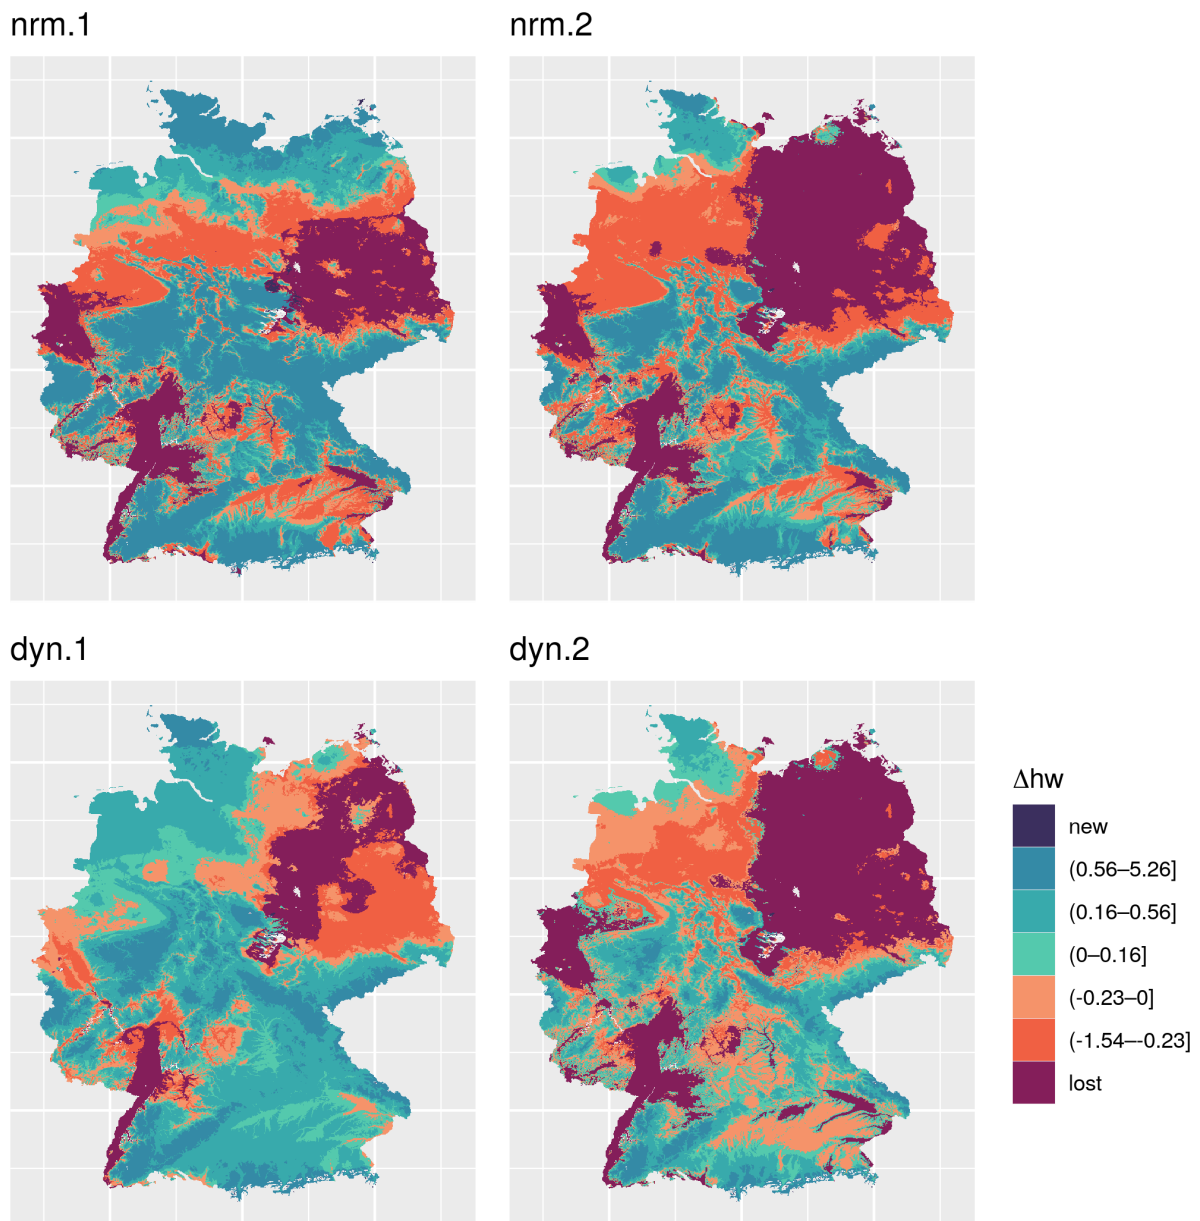 nrm.1
nrm.2
dyn.1
dyn.2
Δhw
new
(0.56–5.26]
(0.16–0.56]
(0–0.16]
(-0.23–0]
(-1.54–-0.23]
lost